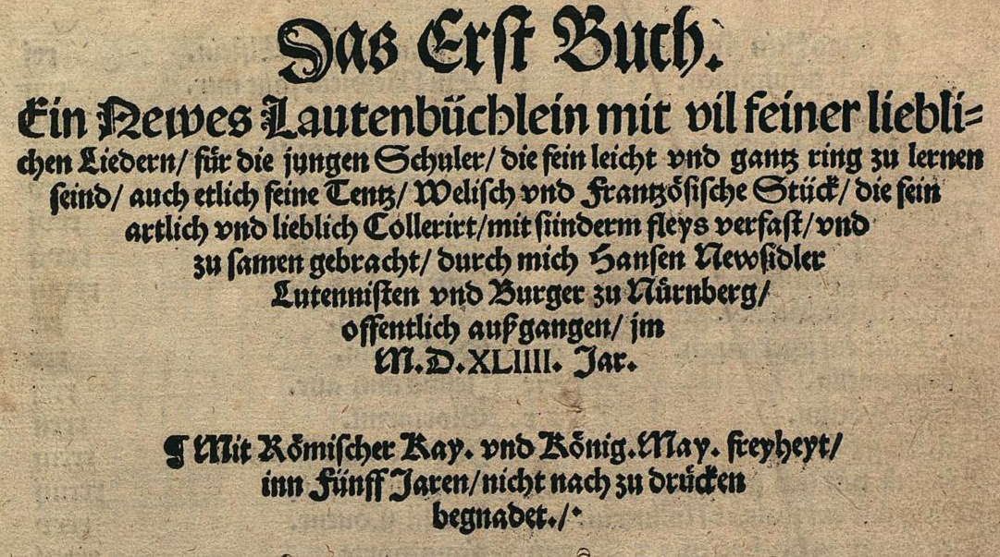 Das Erst Buch.
Ein Newes Lautenbüchlein mit vil feiner liebli=
chen Liedern/ für die jungen Schuler/ die fein leicht vnd gantz ring zu lernen
seind/ auch etlich feine Tentz/ Welisch vnd Frantzösische Stück/ die fein
artlich vnd lieblich Collerirt/ mit sünderm fleys verfast/ vnd
zu samen gebracht/ durch mich Hansen Newsidler
Lutennisten vnd Burger zu Nürnberg/
offentlich außgangen/ jm
M.D.XLIIII. Jar.
¶ Mit Römischer Kay. vnd König. May. freyheyt/
inn Fünff Jaren/ nicht nach zu drücken
begnadet./·